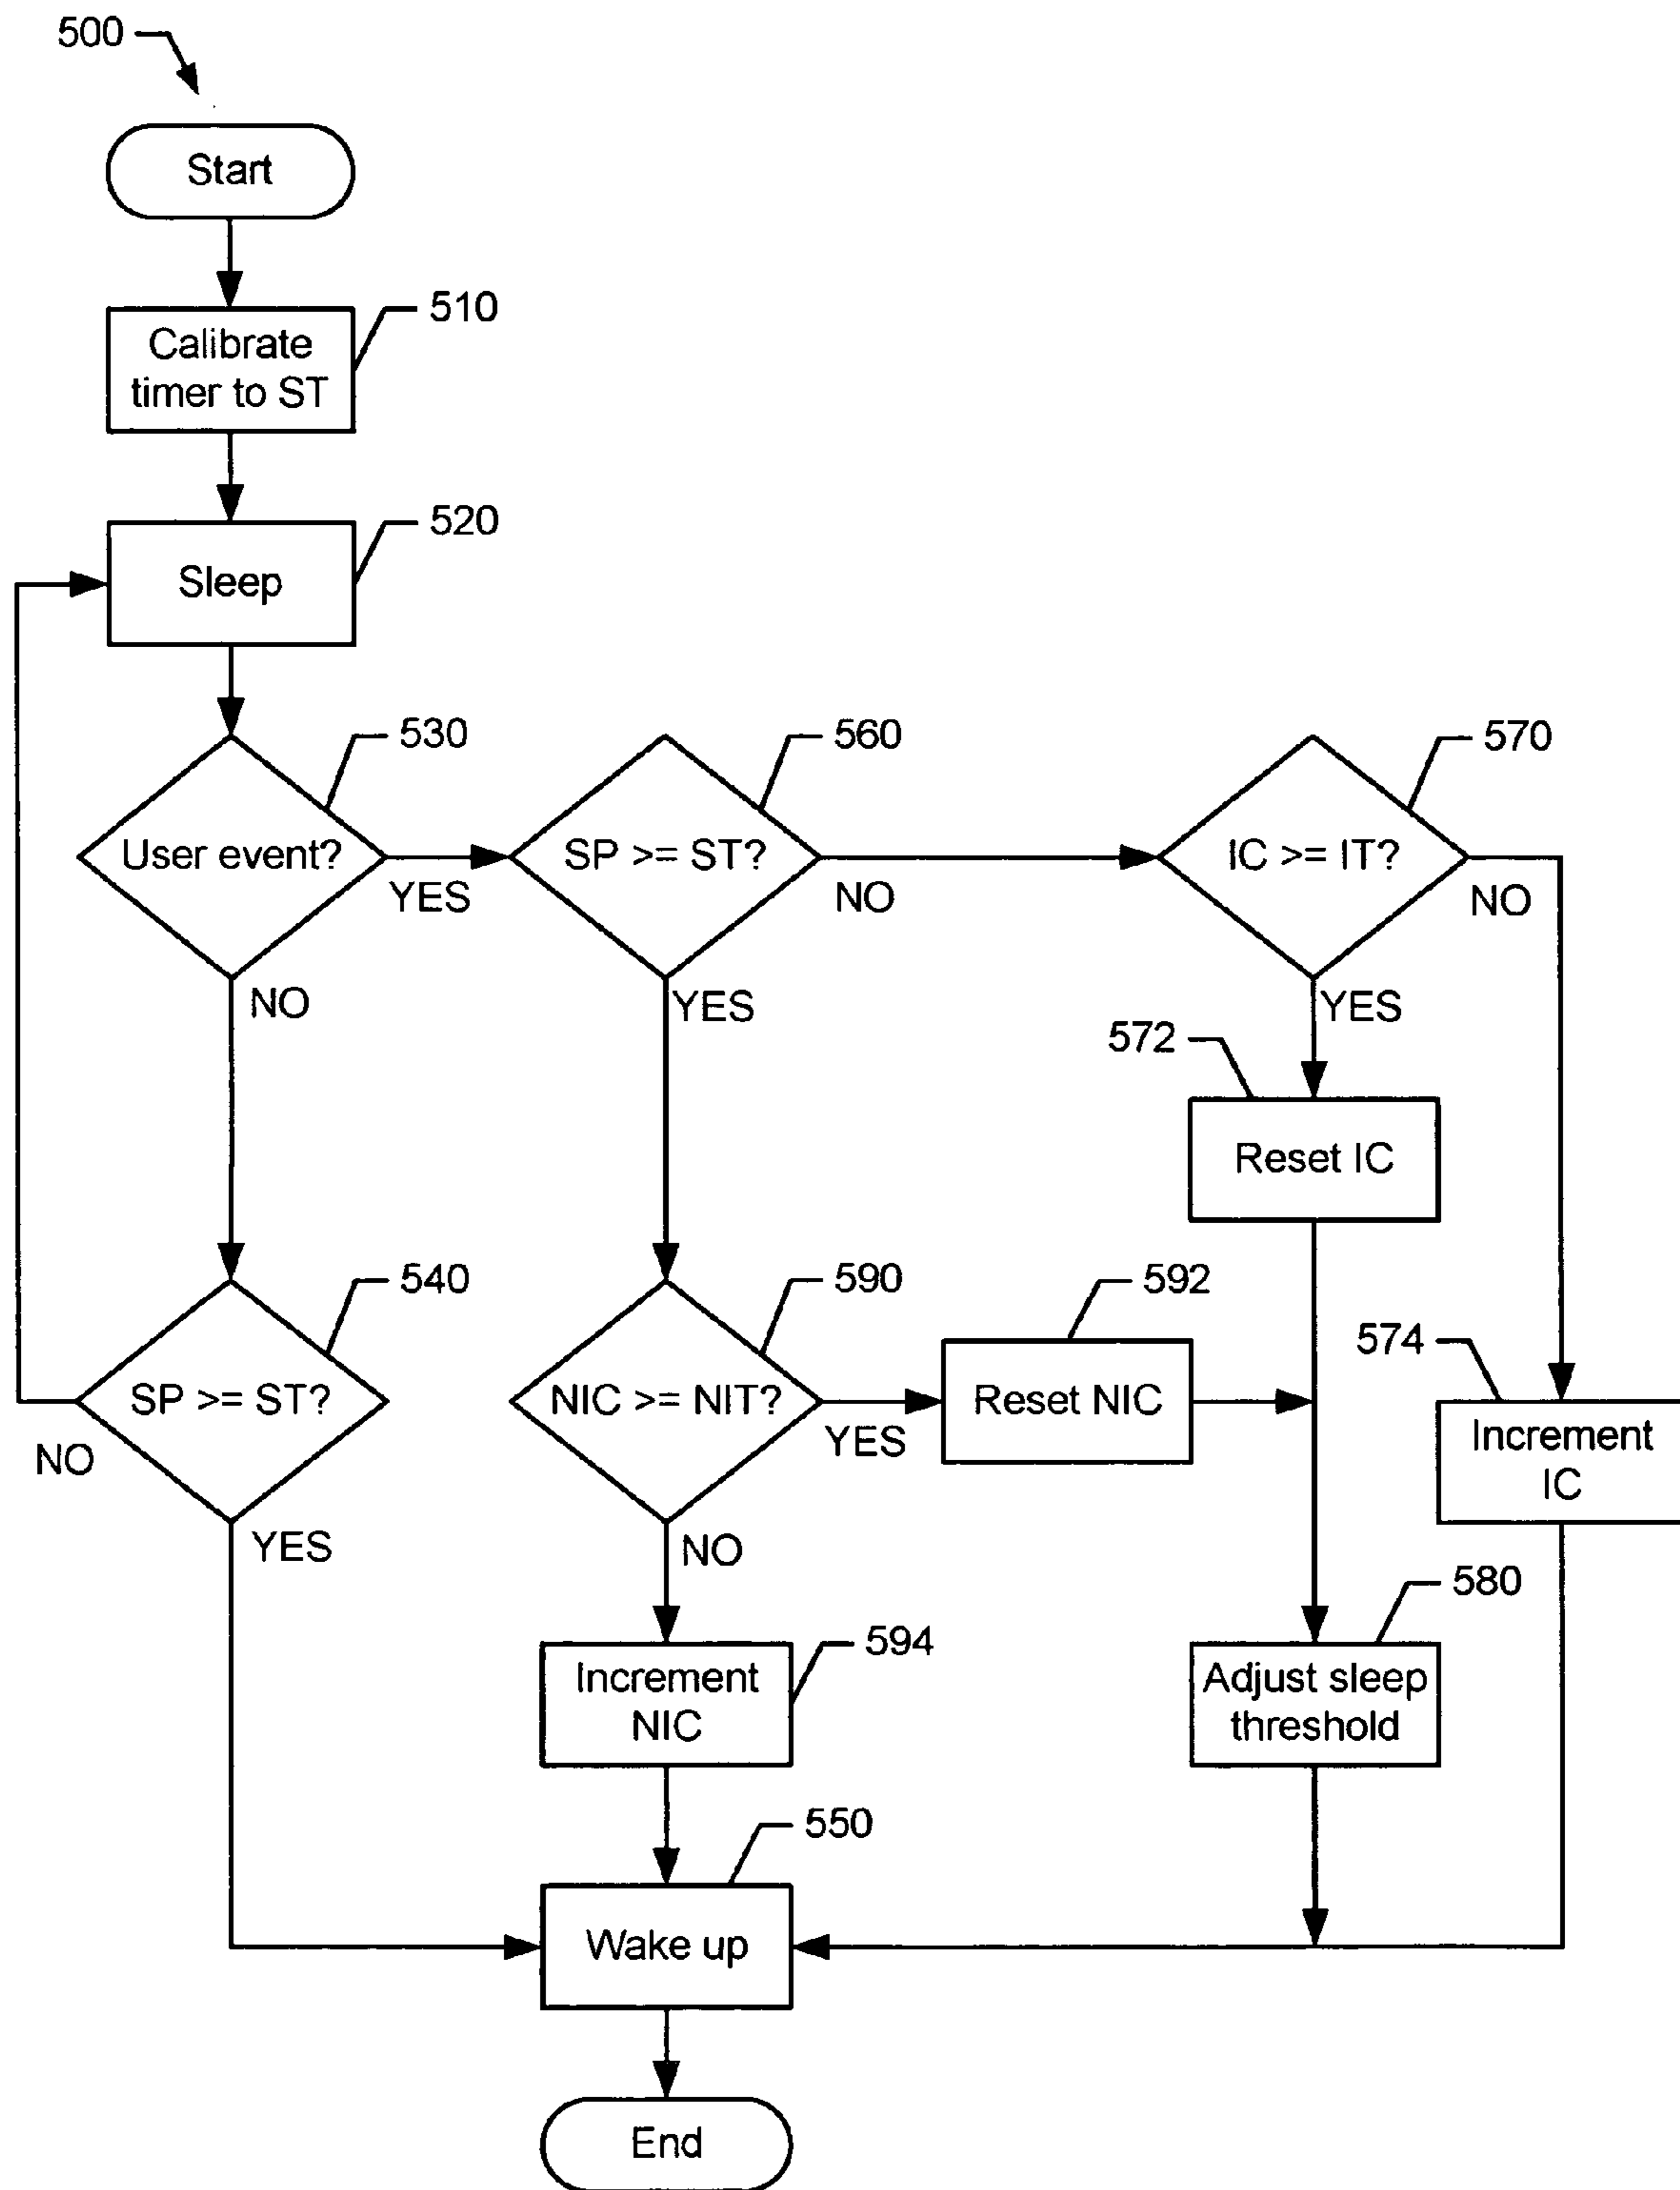 500
Start
510
Calibrate
timer to ST
520
Sleep
530
560
570
User event?
SP >= ST?
IC >= IT?
YES
NO
NO
NO
YES
YES
572
Reset IC
540
590
592
574
SP >= ST?
NIC >= NIT?
Reset NIC
YES
NO
Increment
IC
YES
NO
580
594
Increment
NIC
Adjust sleep
threshold
550
Wake up
End